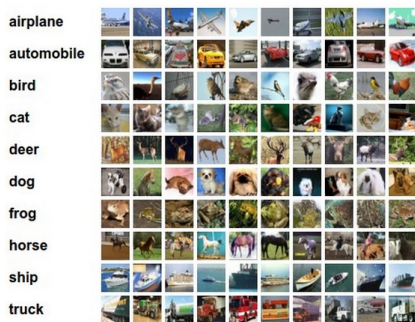 airplane
automobile
bird
cat
deer
dog
frog
horse
ship
truck